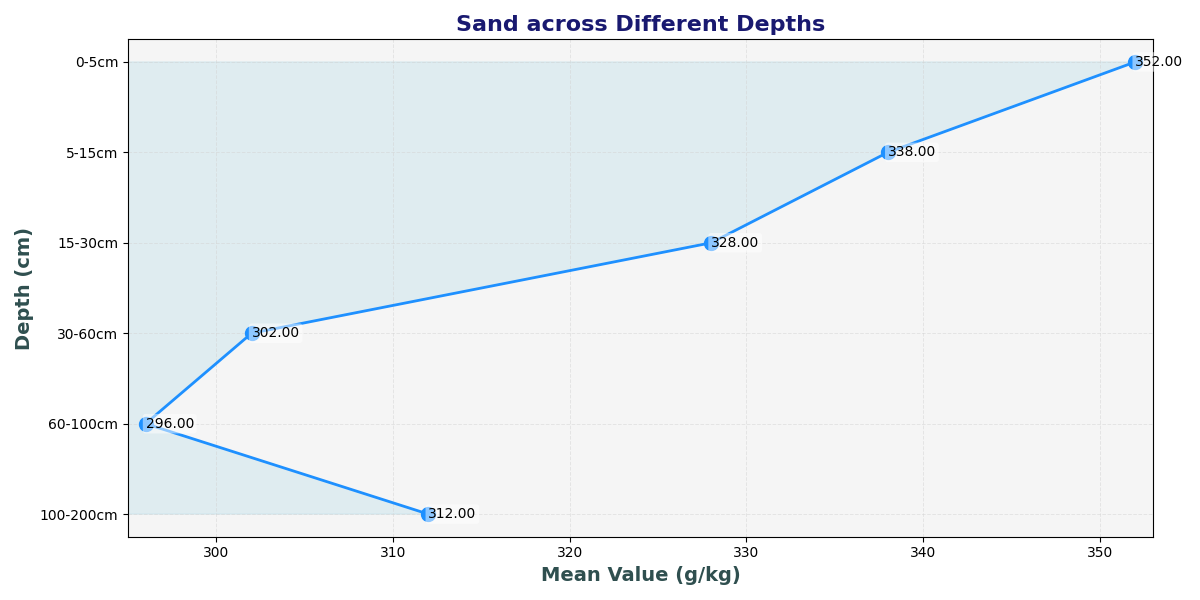 Sand across Different Depths
Depth (cm)
0-5cm
352.00
5-15cm
338.00
15-30cm
328.00
30-60cm
302.00
60-100cm
296.00
100-200cm
312.00
300 310 320 330 340 350
Mean Value (g/kg)